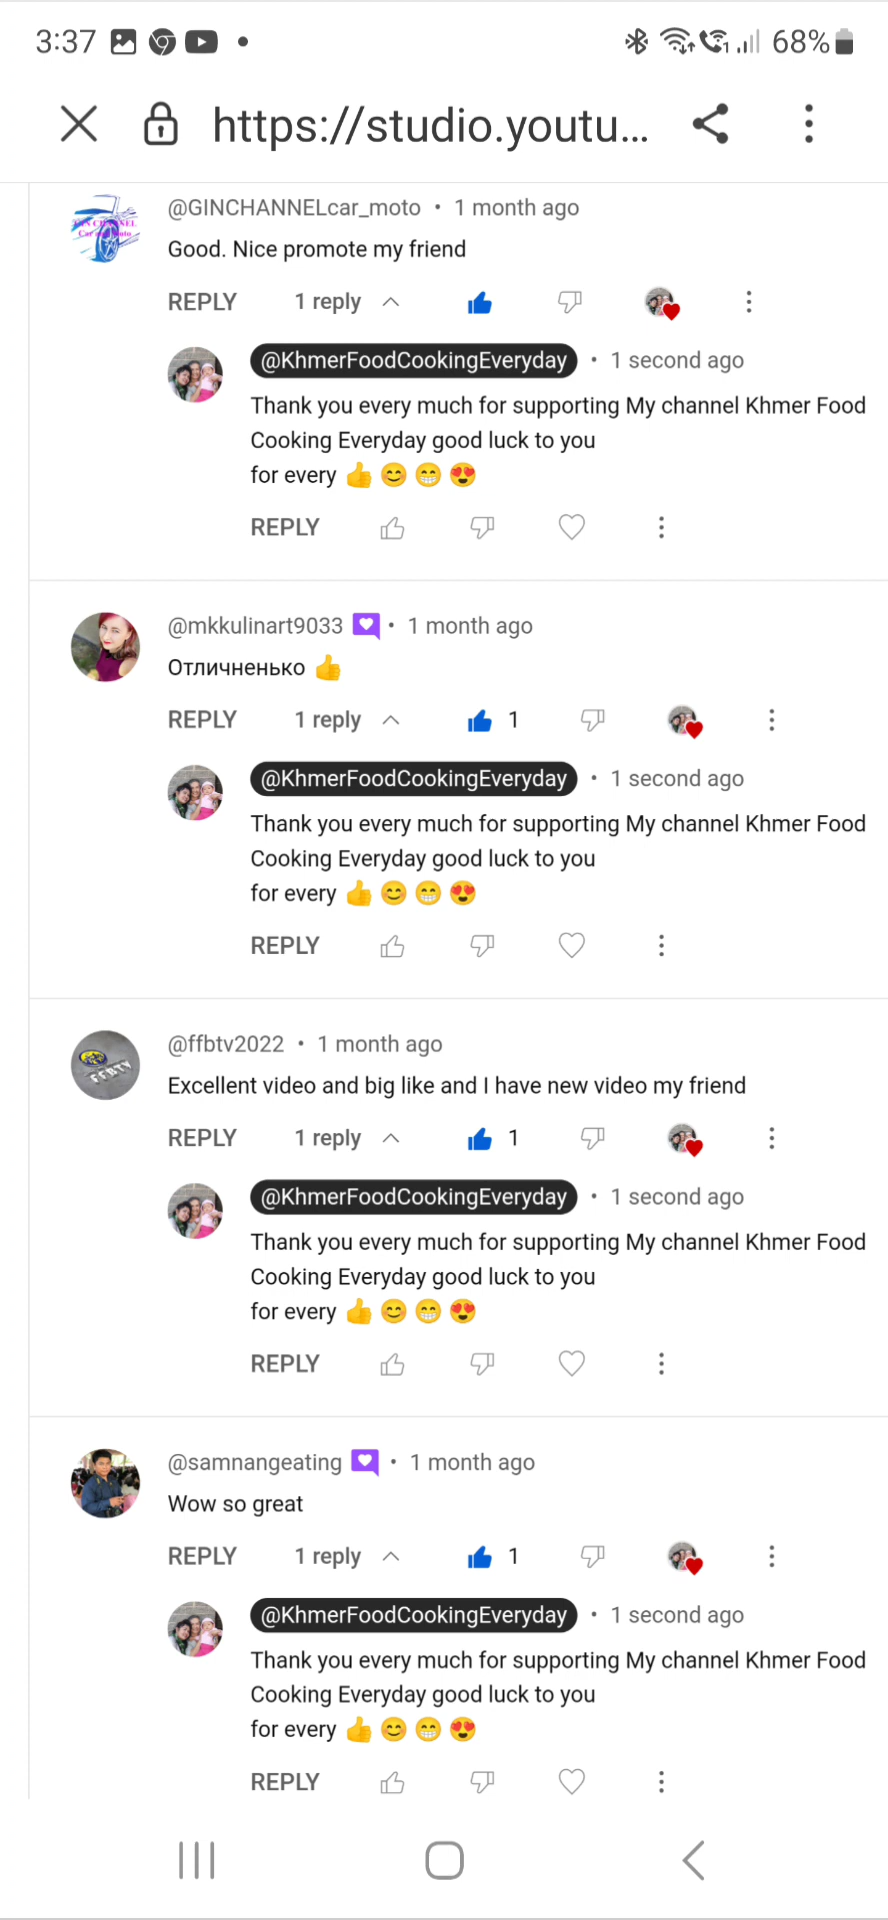 3:37 68%
https://studio.youtu...
@GINCHANNELcar_moto • 1 month ago
Good. Nice promote my friend
REPLY 1 reply
@KhmerFoodCookingEveryday • 1 second ago
Thank you every much for supporting My channel Khmer Food
Cooking Everyday good luck to you
for every 👍😊😁😍
REPLY
@mkkulinart9033 • 1 month ago
Отличненько 👍
REPLY 1 reply 1
@KhmerFoodCookingEveryday • 1 second ago
Thank you every much for supporting My channel Khmer Food
Cooking Everyday good luck to you
for every 👍😊😁😍
REPLY
FFBTV
@ffbtv2022 • 1 month ago
Excellent video and big like and I have new video my friend
REPLY 1 reply 1
@KhmerFoodCookingEveryday • 1 second ago
Thank you every much for supporting My channel Khmer Food
Cooking Everyday good luck to you
for every 👍😊😁😍
REPLY
@samnangeating • 1 month ago
Wow so great
REPLY 1 reply 1
@KhmerFoodCookingEveryday • 1 second ago
Thank you every much for supporting My channel Khmer Food
Cooking Everyday good luck to you
for every 👍😊😁😍
REPLY